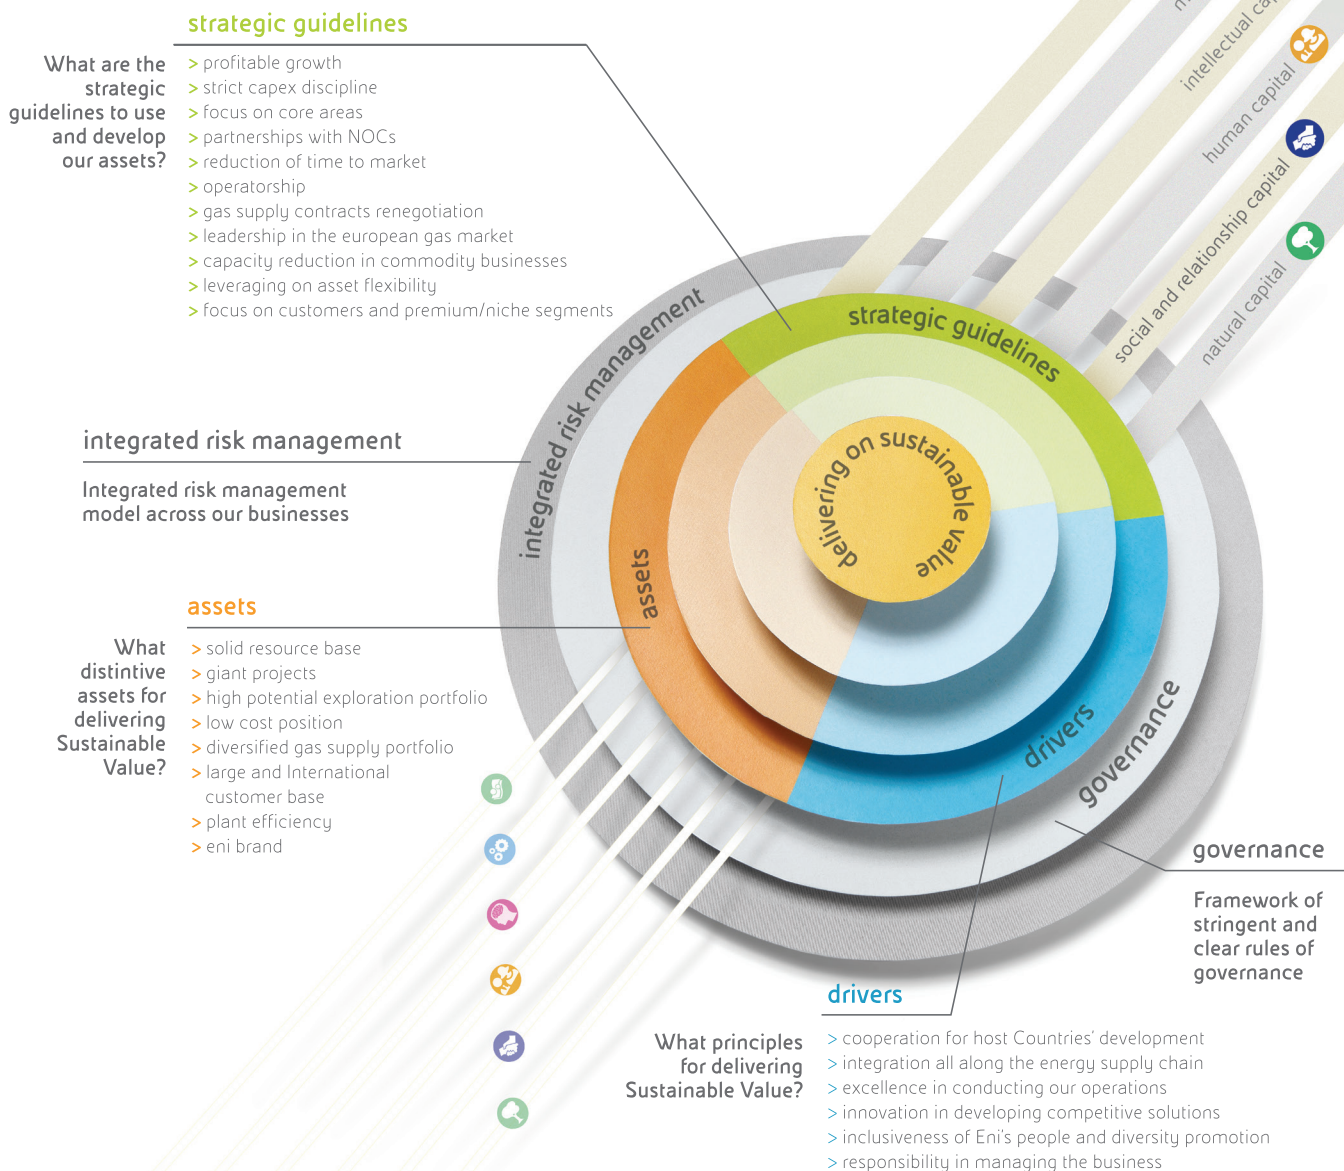 strategic guidelines
What are the
strategic
guidelines to use
and develop
our assets?
> profitable growth
> strict capex discipline
> focus on core areas
> partnerships with NOCs
> reduction of time to market
> operatorship
> gas supply contracts renegotiation
> leadership in the european gas market
> capacity reduction in commodity businesses
> leveraging on asset flexibility
> focus on customers and premium/niche segments
intellectual
human capital
social and relationship capital
natural capital
integrated risk management
strategic guidelines
delivering on sustainable value
assets
drivers
governance
integrated risk management
Integrated risk management
model across our businesses
assets
What
distintive
assets for
delivering
Sustainable
Value?
> solid resource base
> giant projects
> high potential exploration portfolio
> low cost position
> diversified gas supply portfolio
> large and International
customer base
> plant efficiency
> eni brand
governance
Framework of
stringent and
clear rules of
governance
drivers
What principles
for delivering
Sustainable Value?
> cooperation for host Countries' development
> integration all along the energy supply chain
> excellence in conducting our operations
> innovation in developing competitive solutions
> inclusiveness of Eni's people and diversity promotion
> responsibility in managing the business